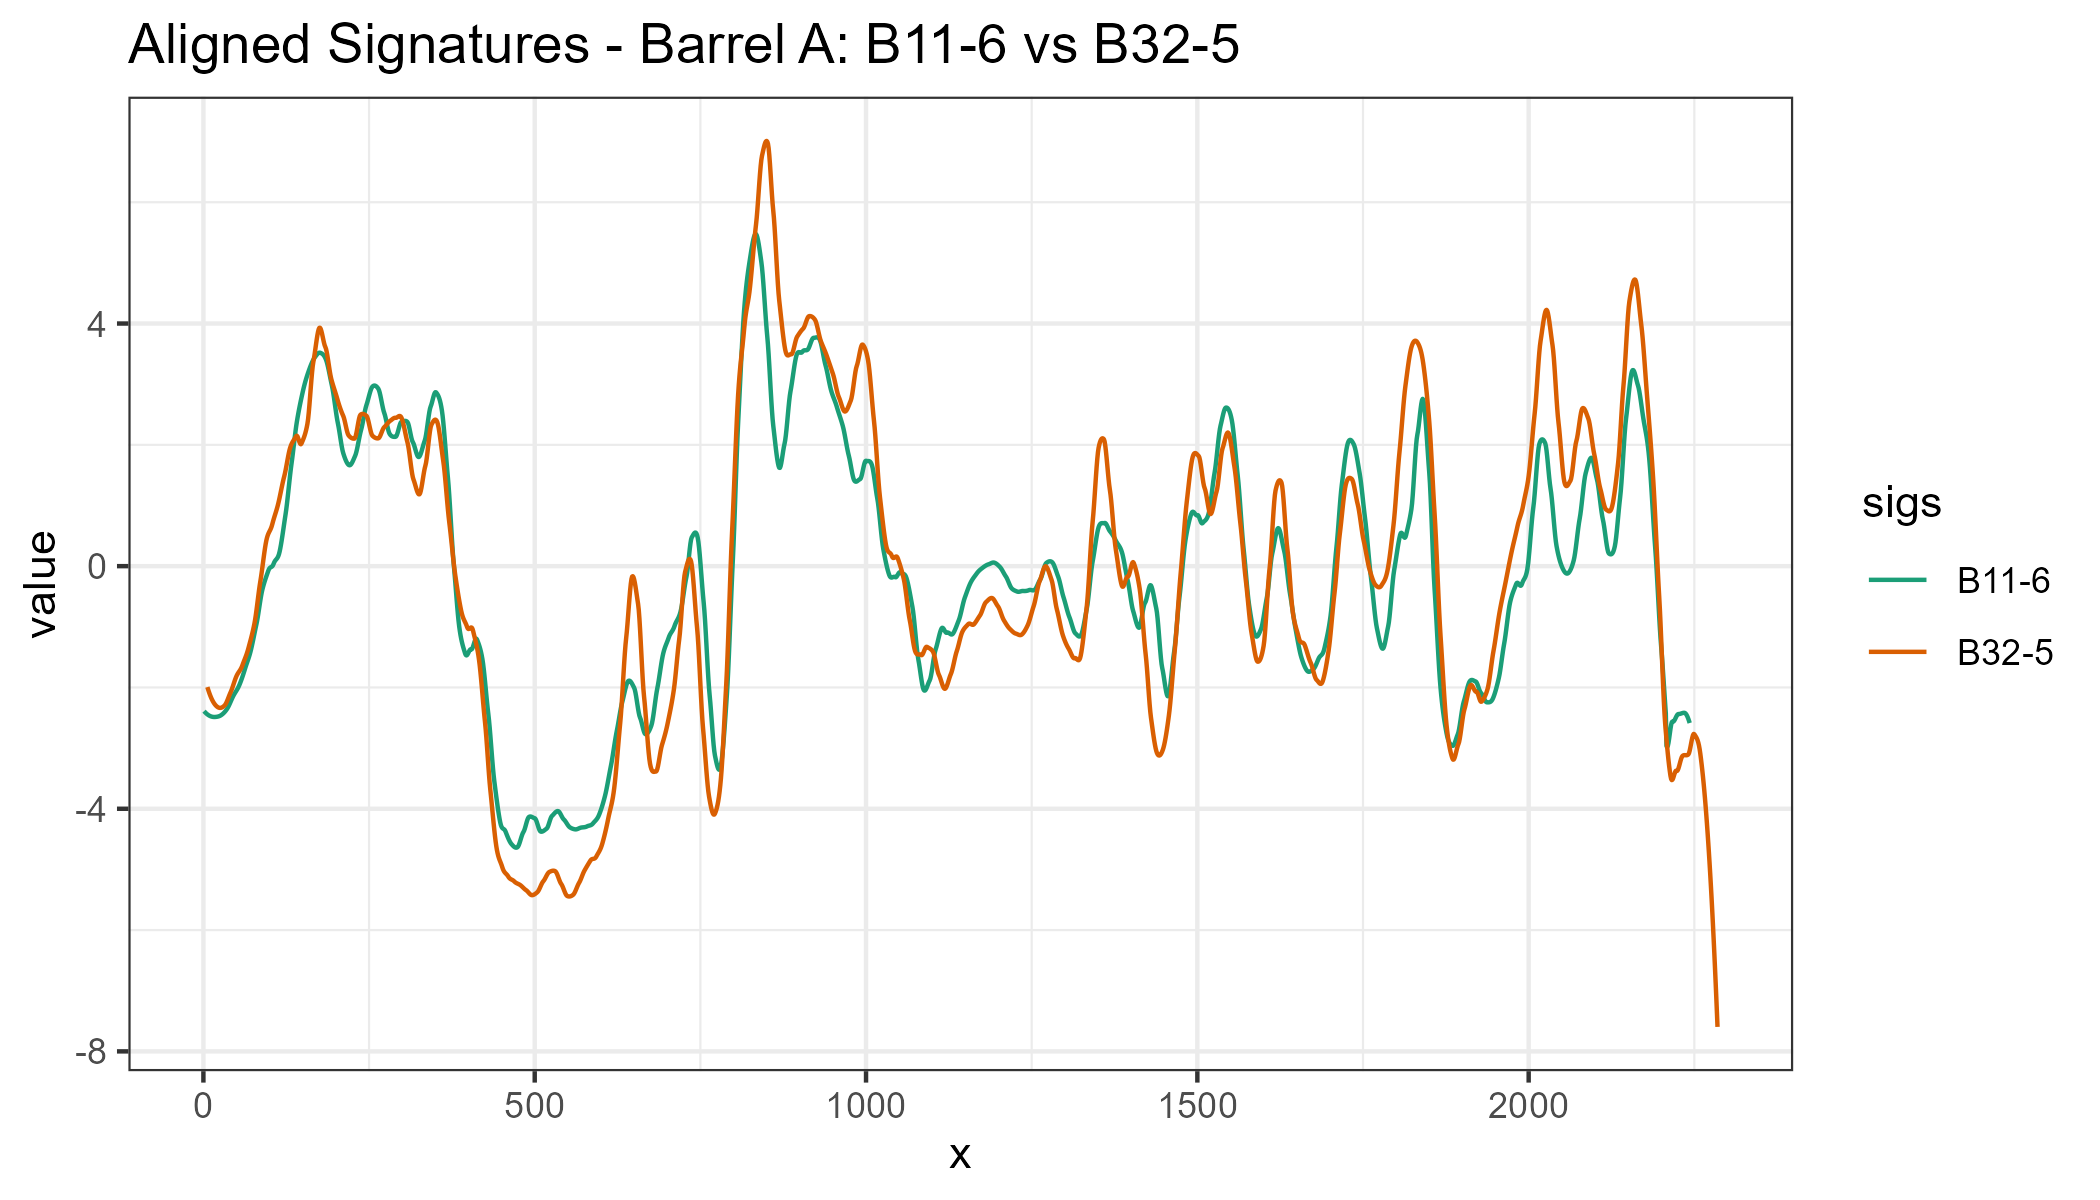 Aligned Signatures - Barrel A: B11-6 vs B32-5
value
4
0
-4
-8
0 500 1000 1500 2000
x
sigs
B11-6
B32-5